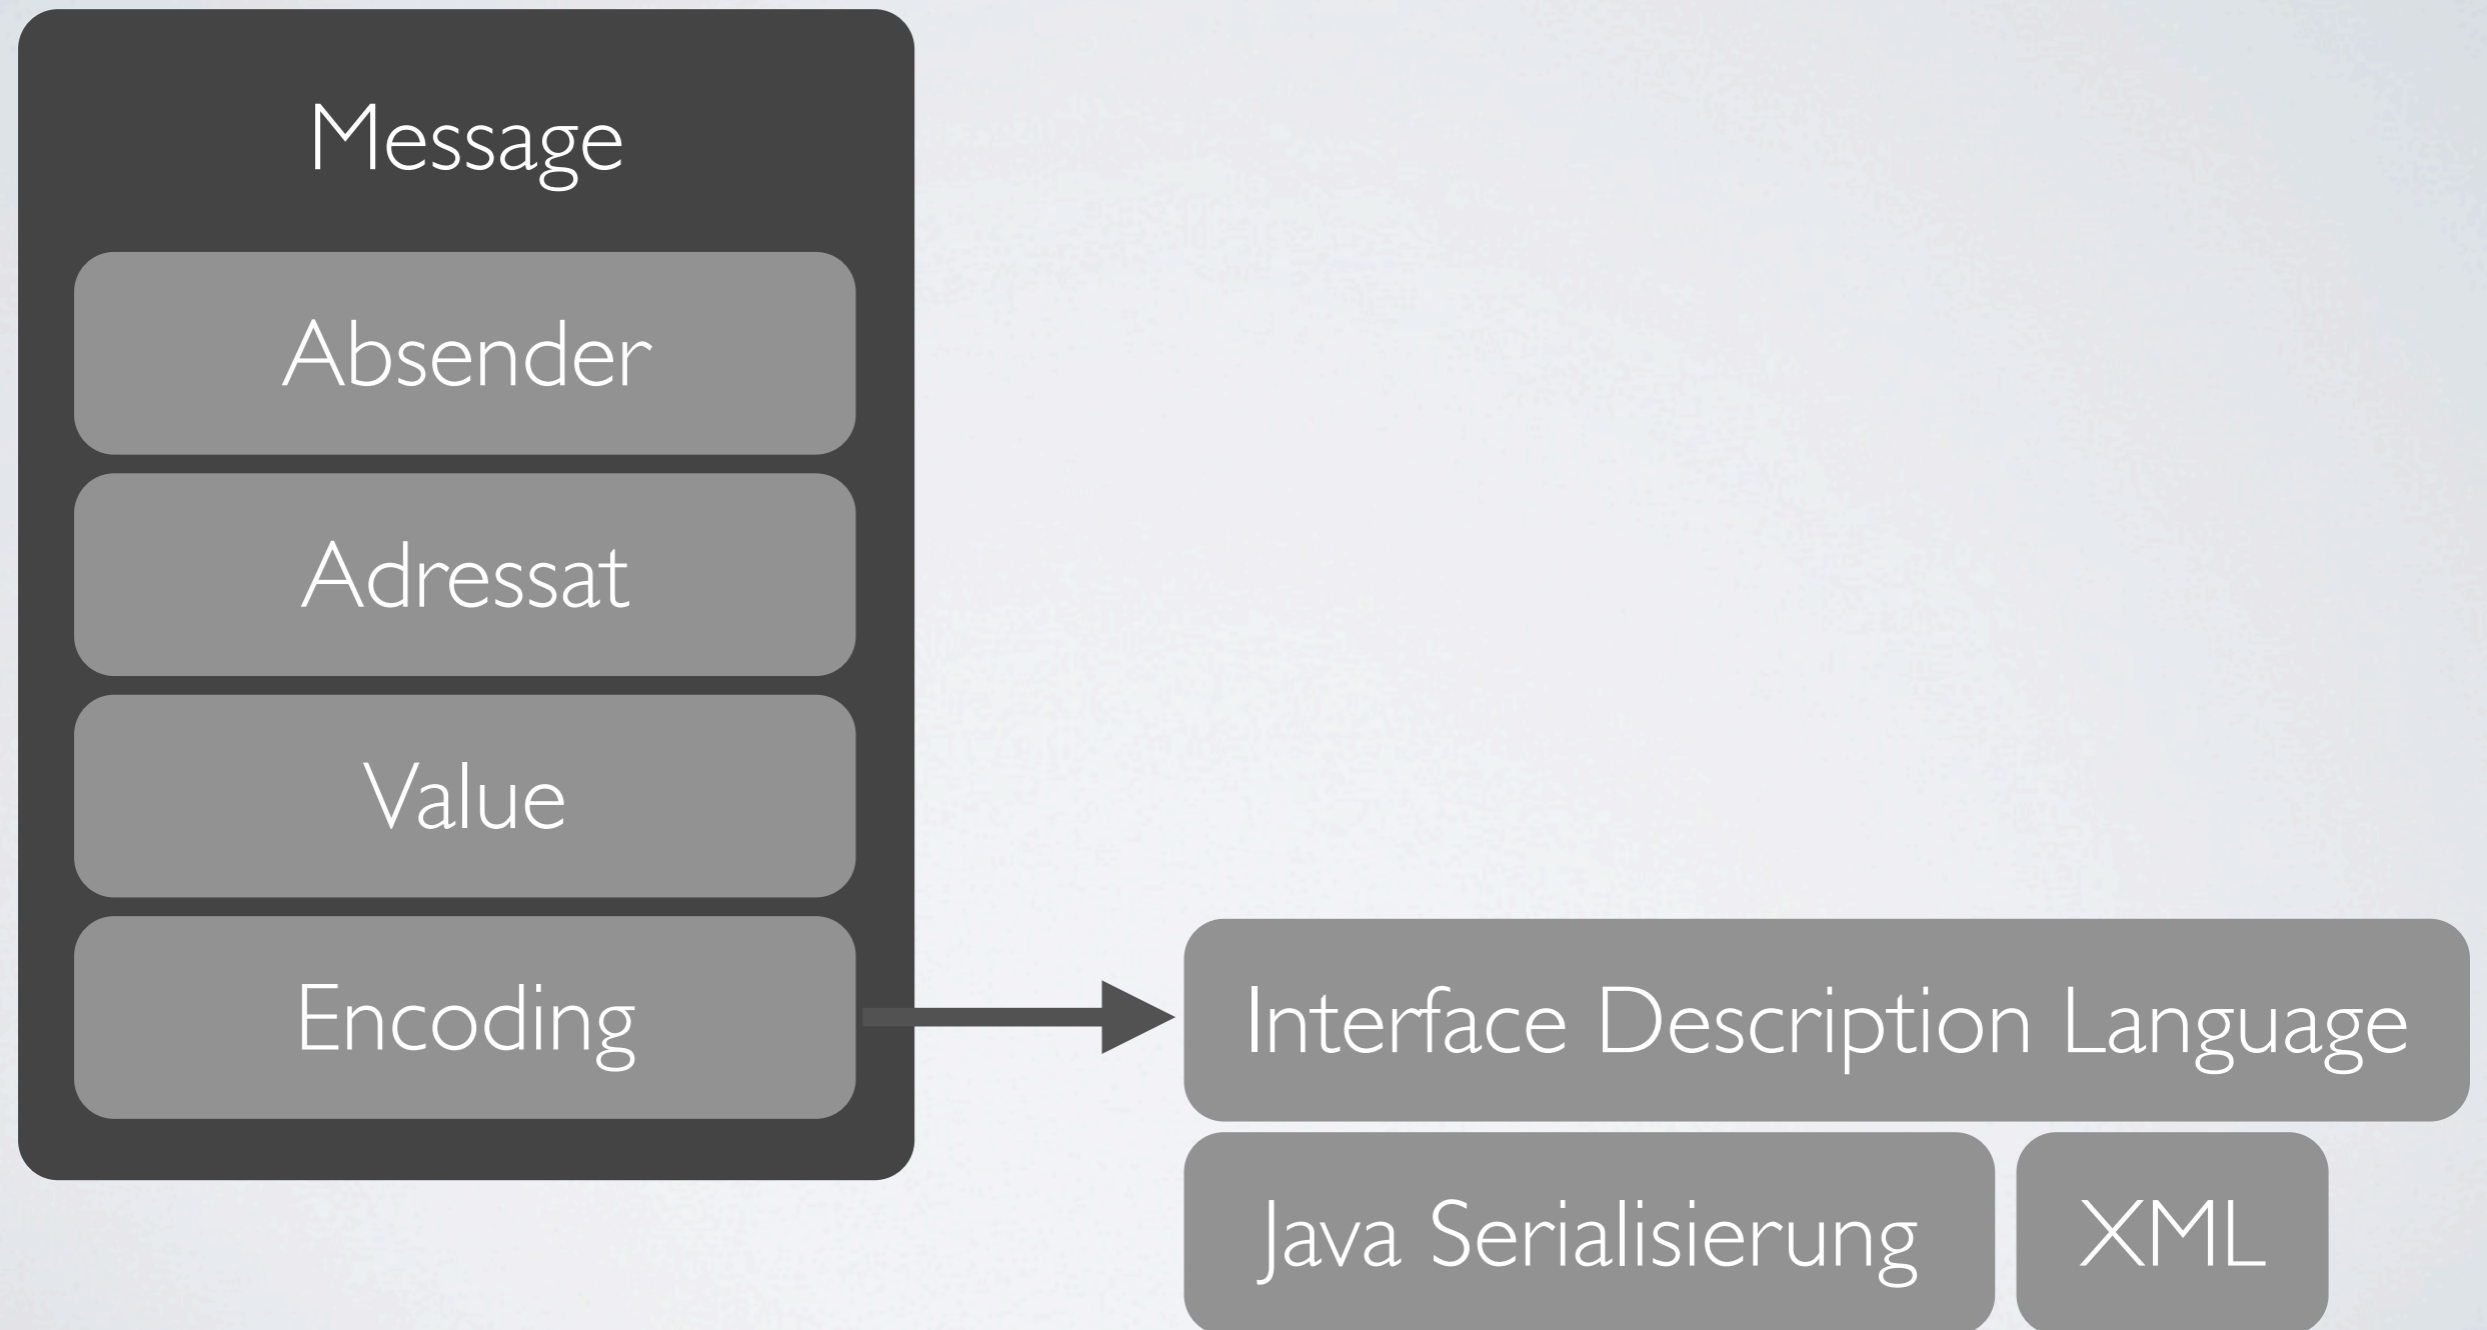 Message
Absender
Adressat
Value
Encoding
Interface Description Language
Java Serialisierung
XML